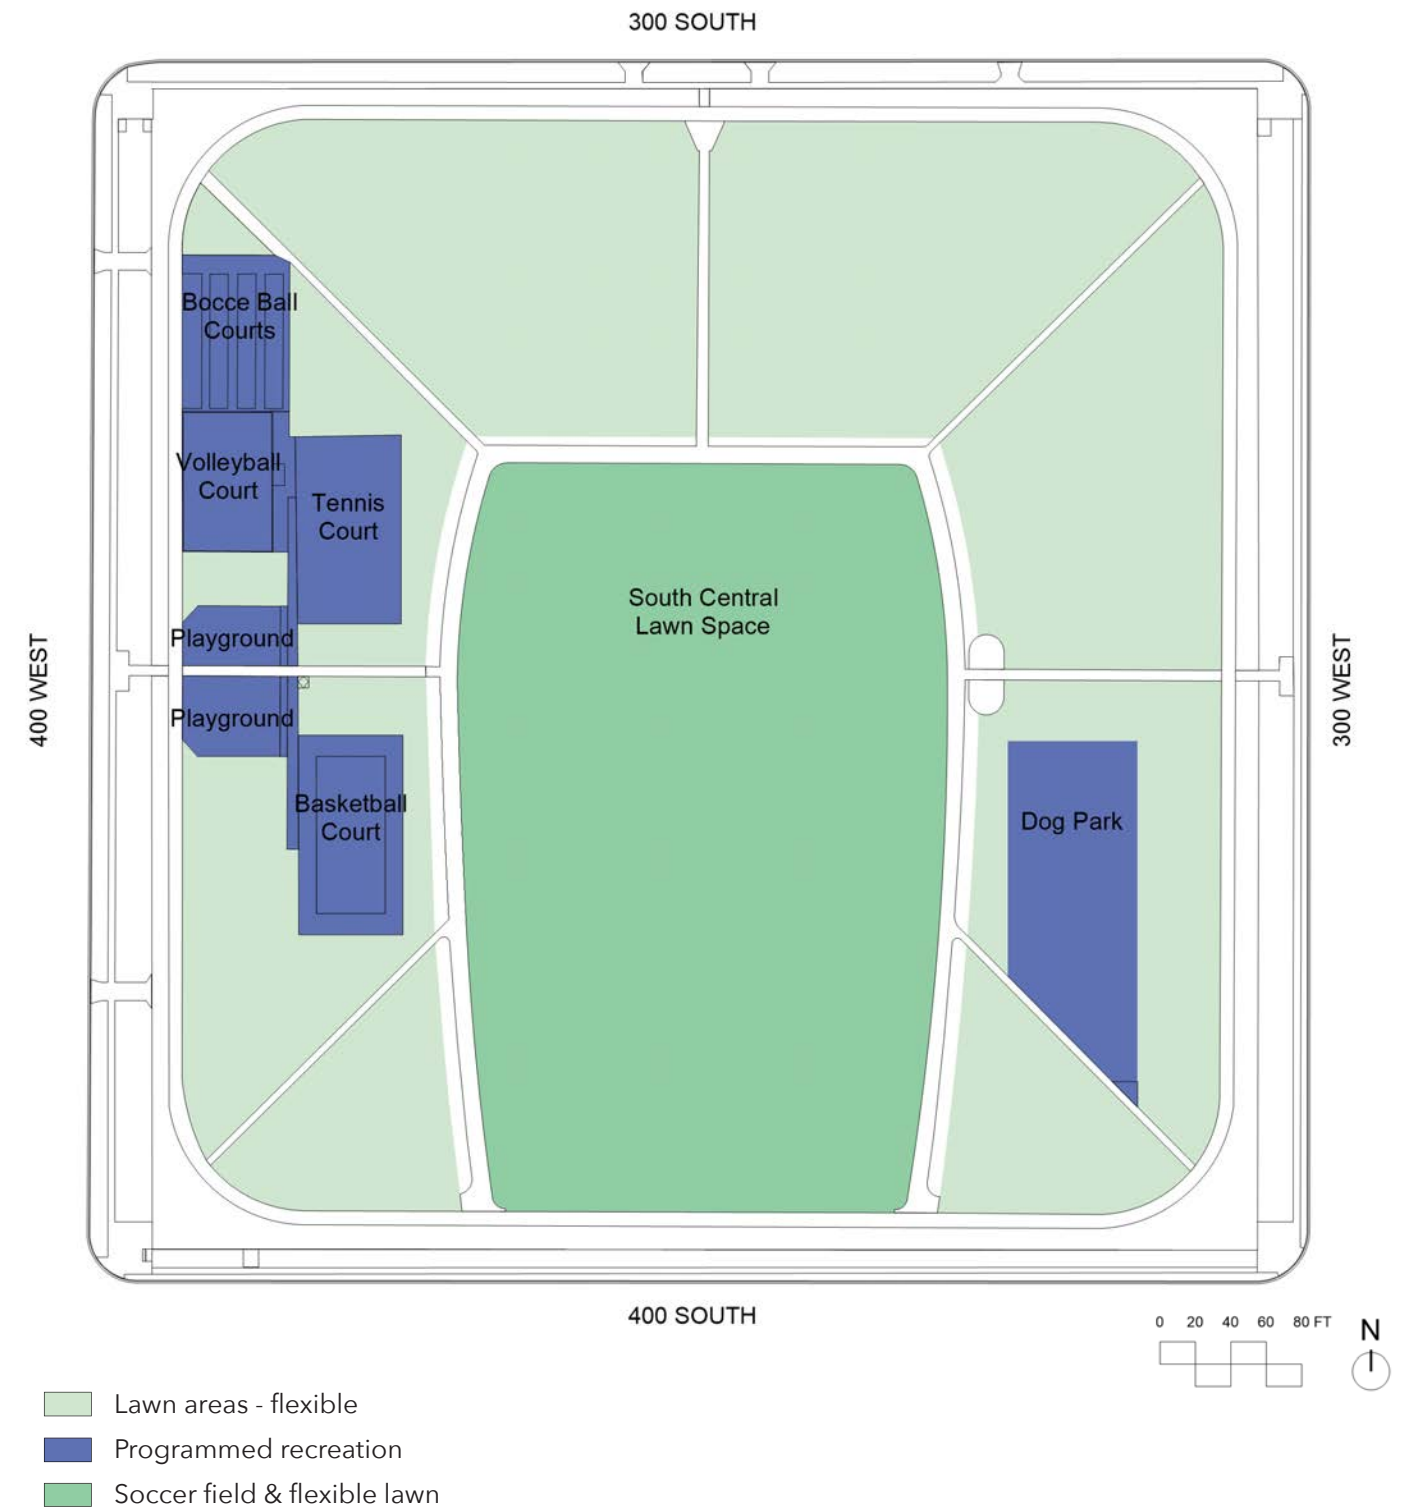 300 SOUTH
Bocce Ball
Courts
Volleyball
Court
Tennis
Court
South Central
Lawn Space
Playground
400 WEST
300 WEST
Playground
Basketball
Court
Dog Park
400 SOUTH
0 20 40 60 80 FT
N
Lawn areas - flexible
Programmed recreation
Soccer field & flexible lawn